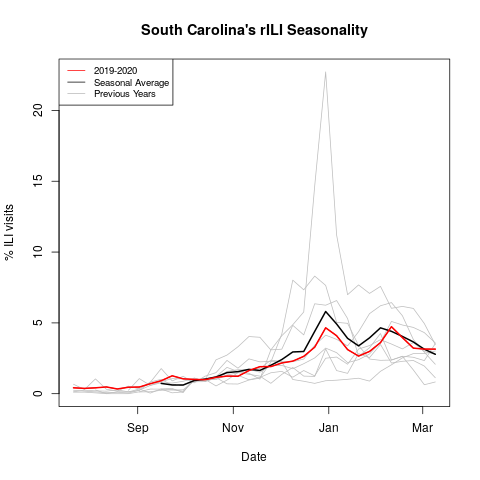 South Carolina's rILI Seasonality
2019-2020
Seasonal Average
Previous Years
% ILI visits
20
15
10
5
0
Sep
Nov
Jan
Mar
Date